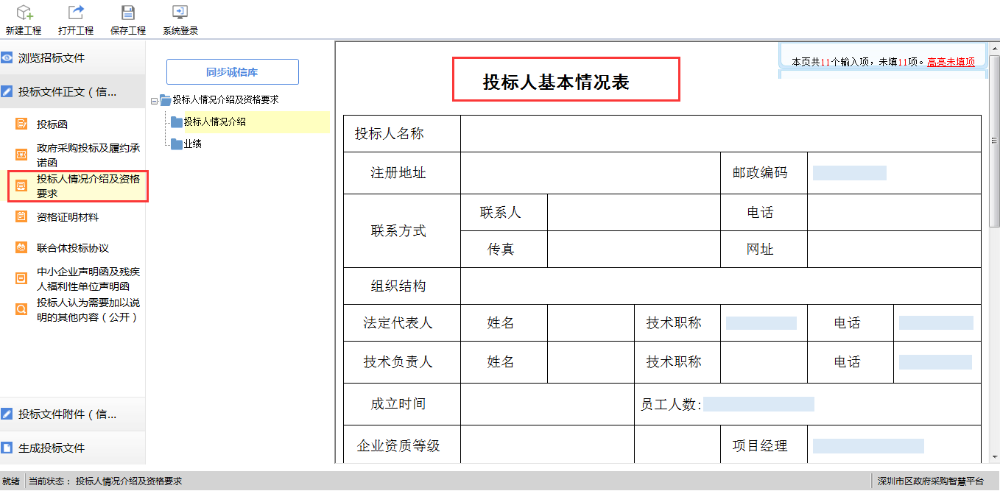 新建工程 打开工程 保存工程 系统登录
浏览招标文件
投标文件正文（信...
投标函
政府采购投标及履约承
诺函
投标人情况介绍及资格
要求
资格证明材料
联合体投标协议
中小企业声明函及残疾
人福利性单位声明函
投标人认为需要加以说
明的其他内容（公开）
投标文件附件（信...
生成投标文件
同步诚信库
投标人情况介绍及资格要求
投标人情况介绍
业绩
本页共11个输入项，未填11项。高亮未填项
投标人基本情况表
投标人名称
注册地址 邮政编码
联系方式 联系人 电话
传真 网址
组织结构
法定代表人 姓名 技术职称 电话
技术负责人 姓名 技术职称 电话
成立时间 员工人数:
企业资质等级 项目经理
就绪 当前状态： 投标人情况介绍及资格要求 深圳市区政府采购智慧平台